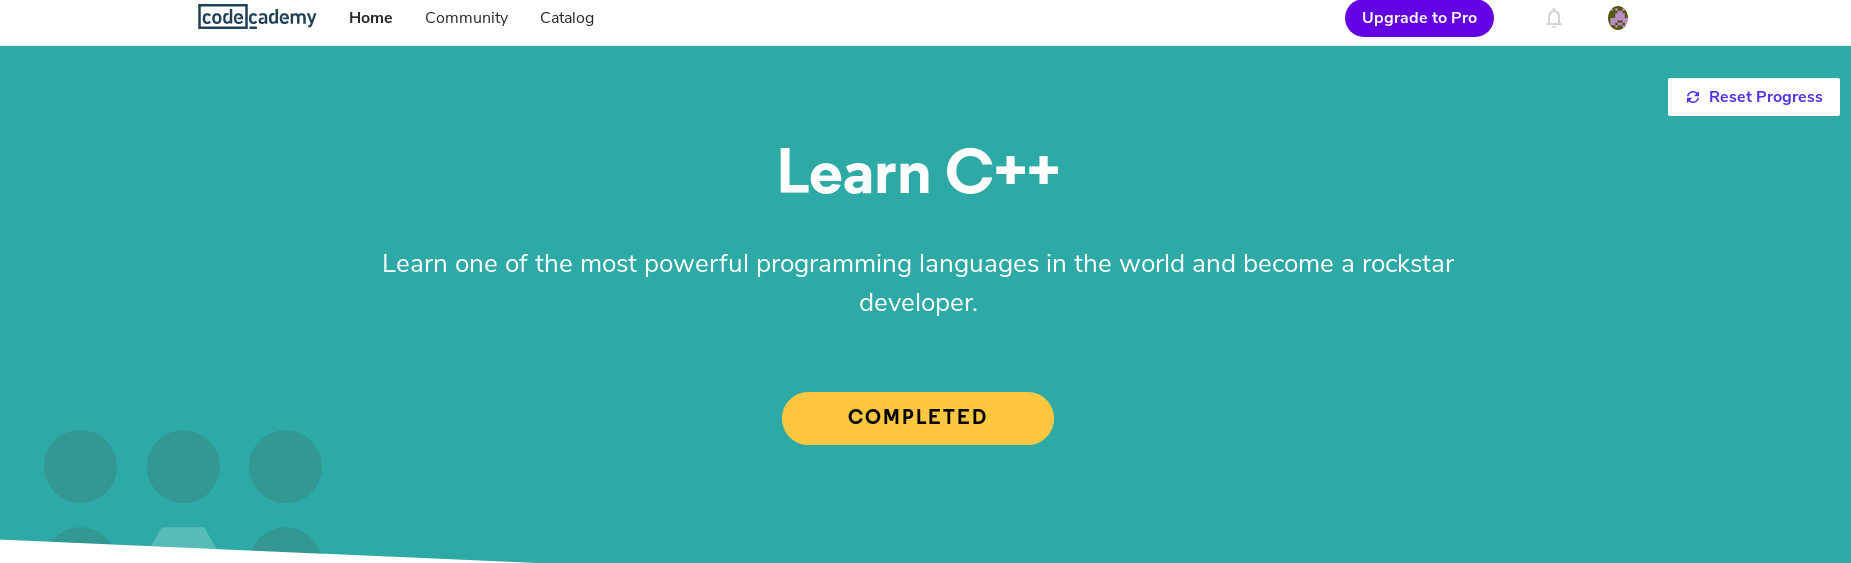 codecademy Home Community Catalog Upgrade to Pro
Reset Progress
Learn C++
Learn one of the most powerful programming languages in the world and become a rockstar
developer.
COMPLETED